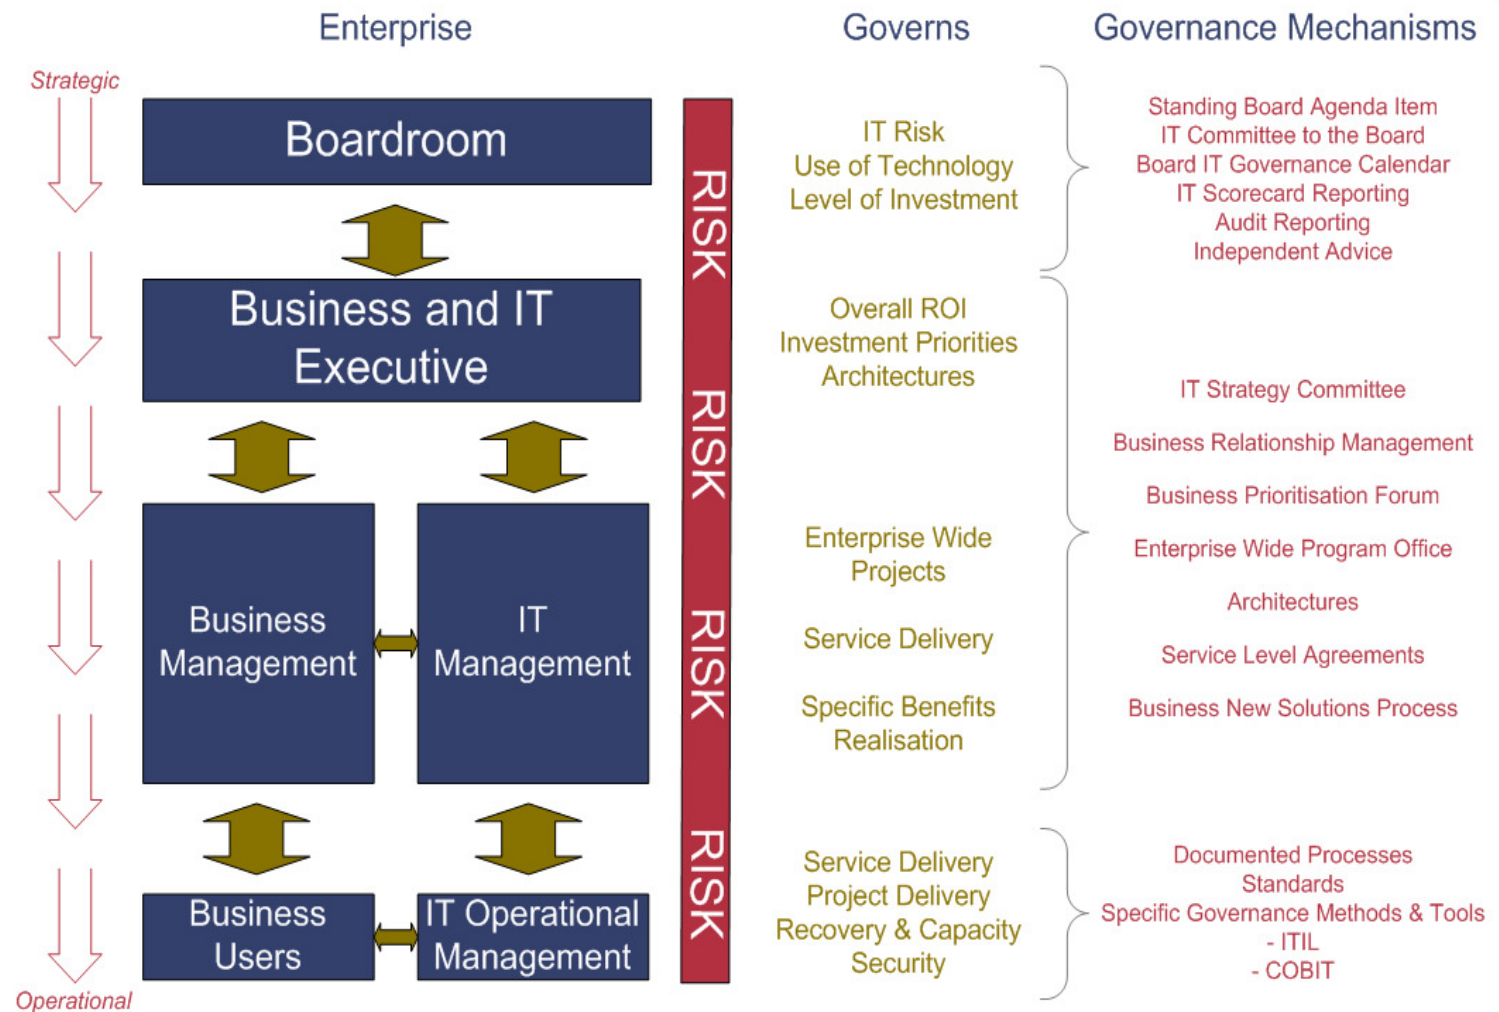 Enterprise
Governs
Governance Mechanisms
Strategic
Boardroom
Business and IT
Executive
Business
Management
IT
Management
Business
Users
IT Operational
Management
Operational
RISK
RISK
RISK
RISK
IT Risk
Use of Technology
Level of Investment
Overall ROI
Investment Priorities
Architectures
Enterprise Wide
Projects
Service Delivery
Specific Benefits
Realisation
Service Delivery
Project Delivery
Recovery & Capacity
Security
Standing Board Agenda Item
IT Committee to the Board
Board IT Governance Calendar
IT Scorecard Reporting
Audit Reporting
Independent Advice
IT Strategy Committee
Business Relationship Management
Business Prioritisation Forum
Enterprise Wide Program Office
Architectures
Service Level Agreements
Business New Solutions Process
Documented Processes
Standards
Specific Governance Methods & Tools
- ITIL
- COBIT